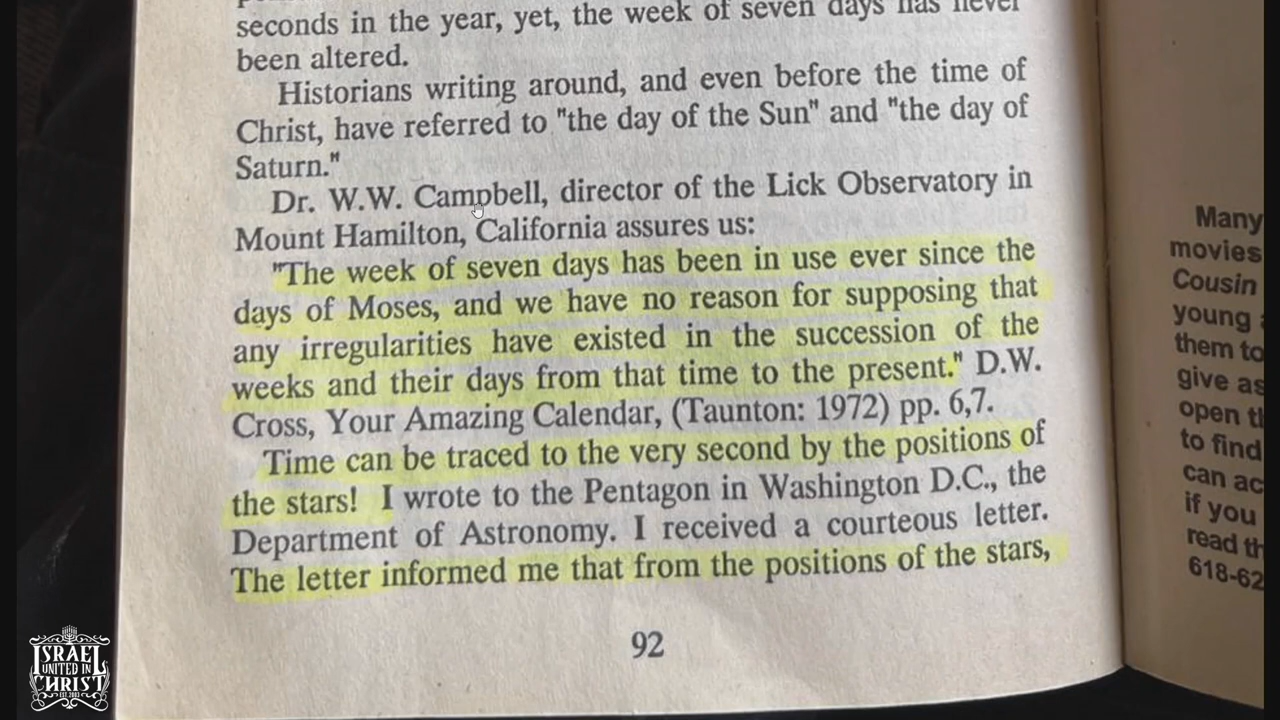 seconds in the year, yet, the week of seven days has never
been altered.
Historians writing around, and even before the time of
Christ, have referred to "the day of the Sun" and "the day of
Saturn."
Dr. W.W. Campbell, director of the Lick Observatory in
Mount Hamilton, California assures us:
"The week of seven days has been in use ever since the
days of Moses, and we have no reason for supposing that
any irregularities have existed in the succession of the
weeks and their days from that time to the present." D.W.
Cross, Your Amazing Calendar, (Taunton: 1972) pp. 6,7.
Time can be traced to the very second by the positions of
the stars! I wrote to the Pentagon in Washington D.C., the
Department of Astronomy. I received a courteous letter.
The letter informed me that from the positions of the stars,
92
Many
movies
Cousin
young
them to
give as
open
to find
can
if you
read
618-62
ISRAEL
UNITED IN
CHRIST
EST. 2003